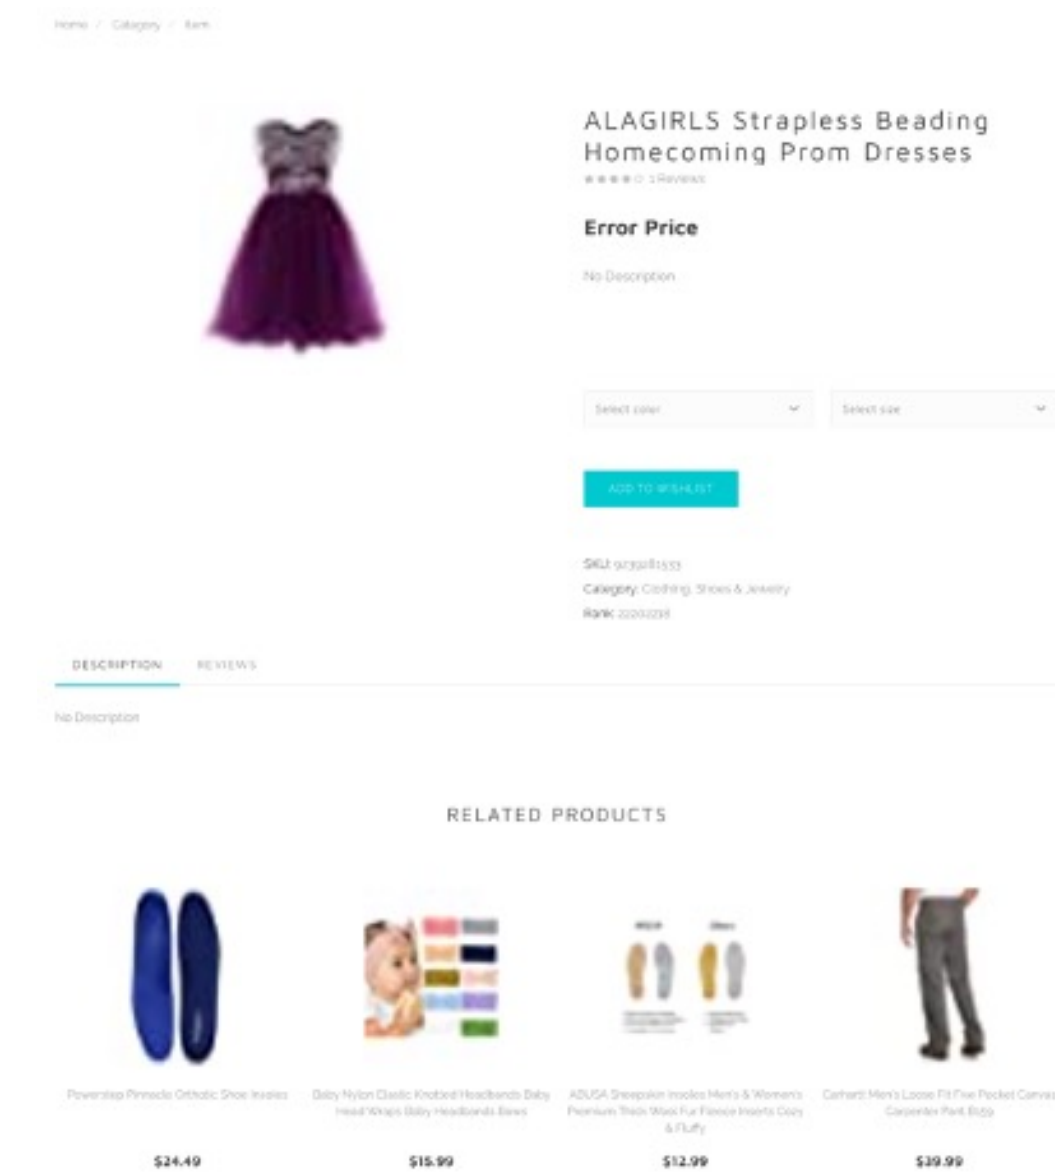 Home / Category / Item
ALAGIRLS Strapless Beading
Homecoming Prom Dresses
1 Reviews
Error Price
No Description
Select color
Select size
ADD TO WISHLIST
SKU:
Category: Clothing, Shoes & Jewelry
Rank:
DESCRIPTION REVIEWS
No Description
RELATED PRODUCTS
Powerstep Pinnacle Orthotic Shoe Insoles
Baby Nylon Elastic Knotted Headbands Baby
Head Wraps Baby Headbands Bows
Sheepskin Insoles Men's & Women's
Premium Thick Wool Fur Fleece Inserts Cozy
& Fluffy
Carhartt Men's Loose Fit Five Pocket Canvas
Carpenter Pant B159
$24.49
$15.99
$12.99
$39.99